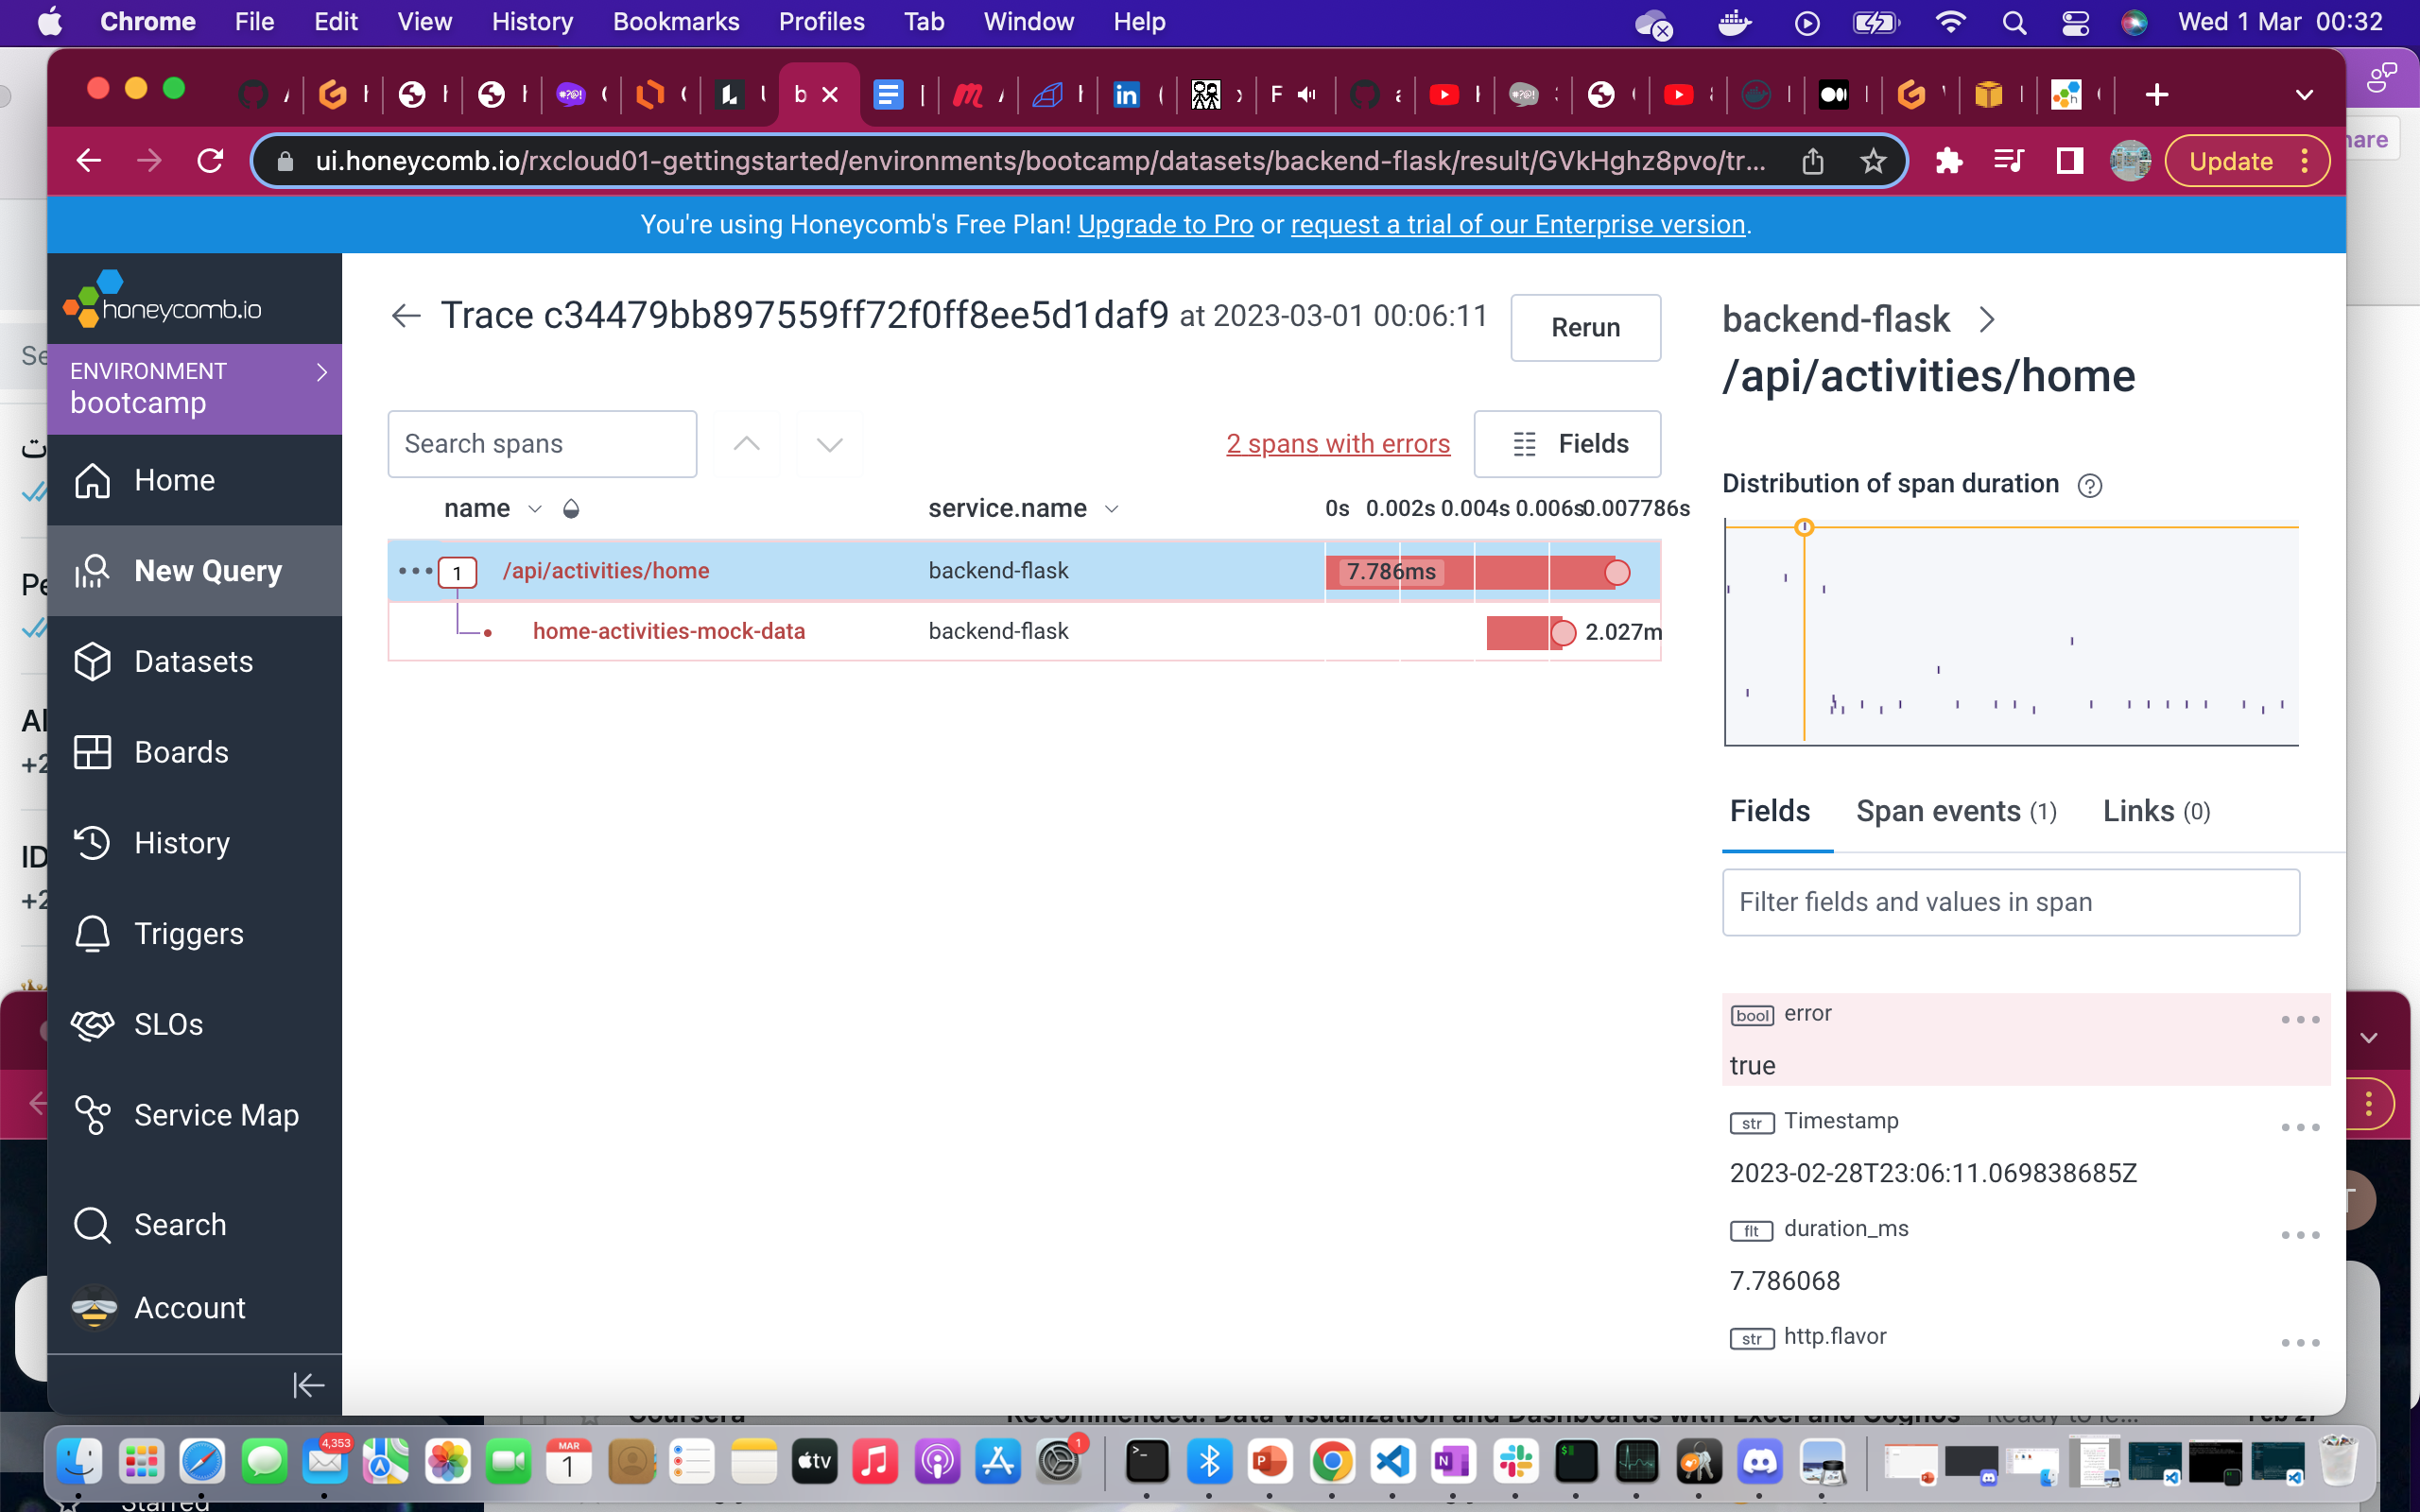 Chrome File Edit View History Bookmarks Profiles Tab Window Help Wed 1 Mar 00:32
ui.honeycomb.io/rxcloud01-gettingstarted/environments/bootcamp/datasets/backend-flask/result/GVkHghz8pvo/tr...
Update
You're using Honeycomb's Free Plan! Upgrade to Pro or request a trial of our Enterprise version.
honeycomb.io
ENVIRONMENT
bootcamp
Home
New Query
Datasets
Boards
History
Triggers
SLOs
Service Map
Search
Account
Trace c34479bb897559ff72f0ff8ee5d1daf9 at 2023-03-01 00:06:11
Rerun
Search spans
2 spans with errors
Fields
name service.name 0s 0.002s 0.004s 0.006s 0.007786s
1 /api/activities/home backend-flask 7.786ms
home-activities-mock-data backend-flask 2.027m
backend-flask
/api/activities/home
Distribution of span duration
Fields Span events (1) Links (0)
Filter fields and values in span
bool error
true
str Timestamp
2023-02-28T23:06:11.069838685Z
flt duration_ms
7.786068
str http.flavor
Coursera Recommended: Data Visualization and Dashboards with Excel and Cognos Feb 27
4,353
MAR
1
tv
1
Starred